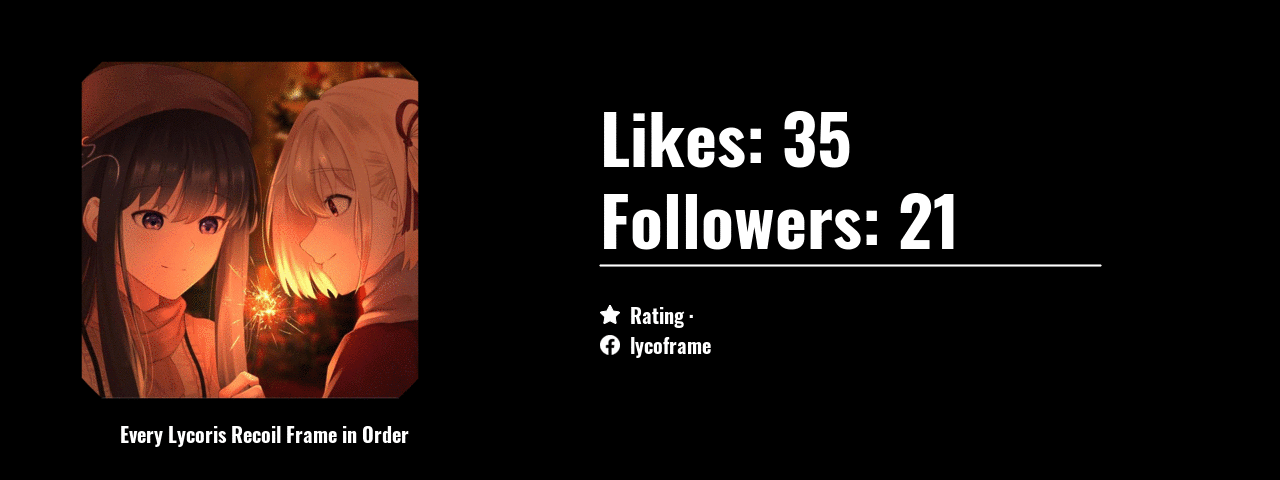 Likes: 35
Followers: 21
Rating ·
lycoframe
Every Lycoris Recoil Frame in Order